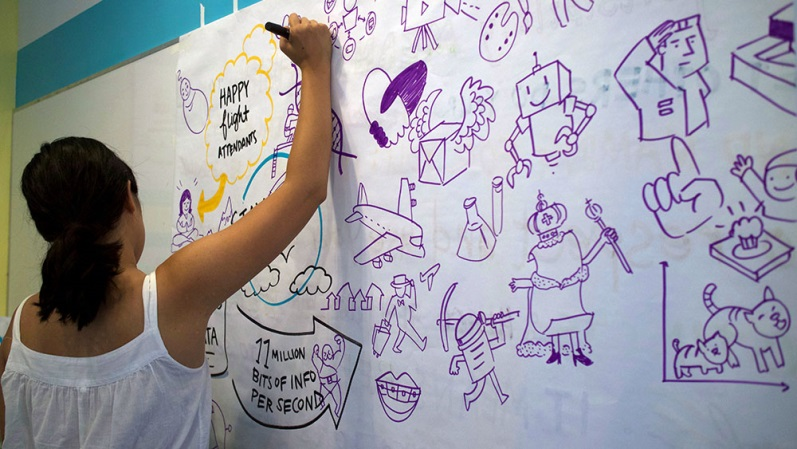 HAPPY
flight
ATTENDANTS
11 MILLION
BITS OF INFO
PER SECOND